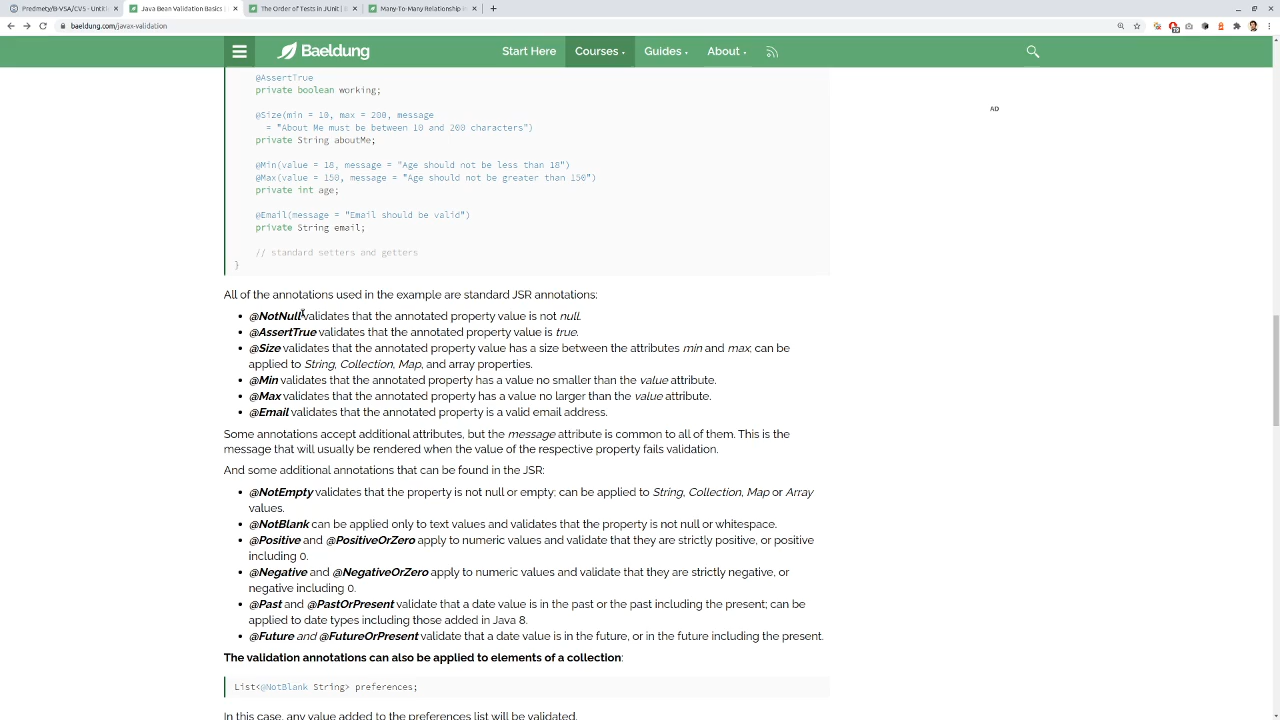 Predmety/B-VSA/CVS - Unti
Java Bean Validation Basics |
The Order of Tests in JUnit |
Many-To-Many Relationship in
baeldung.com/javax-validation
Baeldung
Start Here
Courses
Guides
About
@AssertTrue
private boolean working;
@Size(min = 10, max = 200, message
= "About Me must be between 10 and 200 characters")
private String aboutMe;
@Min(value = 18, message = "Age should not be less than 18")
@Max(value = 150, message = "Age should not be greater than 150")
private int age;
@Email(message = "Email should be valid")
private String email;
// standard setters and getters
}
AD
All of the annotations used in the example are standard JSR annotations:
• @NotNull validates that the annotated property value is not null.
• @AssertTrue validates that the annotated property value is true.
• @Size validates that the annotated property value has a size between the attributes min and max; can be
applied to String, Collection, Map, and array properties.
• @Min validates that the annotated property has a value no smaller than the value attribute.
• @Max validates that the annotated property has a value no larger than the value attribute.
• @Email validates that the annotated property is a valid email address.
Some annotations accept additional attributes, but the message attribute is common to all of them. This is the
message that will usually be rendered when the value of the respective property fails validation.
And some additional annotations that can be found in the JSR:
• @NotEmpty validates that the property is not null or empty; can be applied to String, Collection, Map or Array
values.
• @NotBlank can be applied only to text values and validates that the property is not null or whitespace.
• @Positive and @PositiveOrZero apply to numeric values and validate that they are strictly positive, or positive
including 0.
• @Negative and @NegativeOrZero apply to numeric values and validate that they are strictly negative, or
negative including 0.
• @Past and @PastOrPresent validate that a date value is in the past or the past including the present; can be
applied to date types including those added in Java 8.
• @Future and @FutureOrPresent validate that a date value is in the future, or in the future including the present.
The validation annotations can also be applied to elements of a collection:
List<@NotBlank String> preferences;
In this case, any value added to the preferences list will be validated.